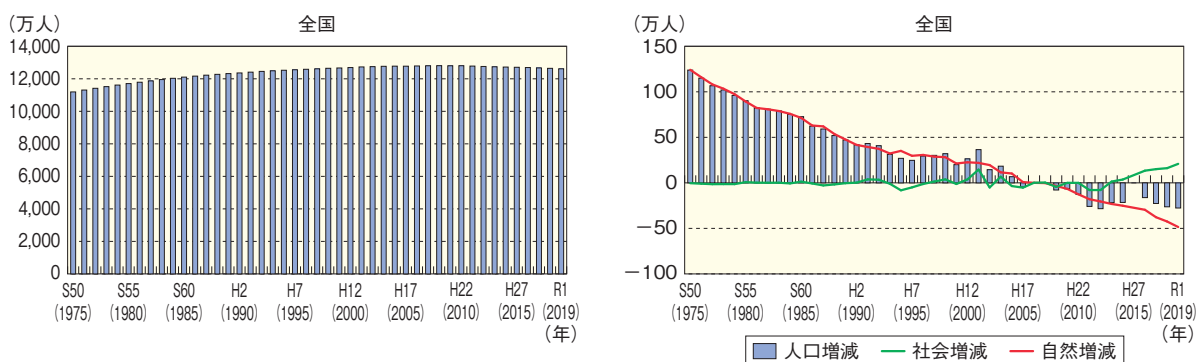 （万人）
全国
14,000
12,000
10,000
8,000
6,000
4,000
2,000
0
S50 S55 S60 H2 H7 H12 H17 H22 H27 R1
(1975) (1980) (1985) (1990) (1995) (2000) (2005) (2010) (2015) (2019)
（年）
（万人）
全国
150
100
50
0
－50
－100
S50 S55 S60 H2 H7 H12 H17 H22 H27 R1
(1975) (1980) (1985) (1990) (1995) (2000) (2005) (2010) (2015) (2019)
（年）
人口増減 社会増減 自然増減